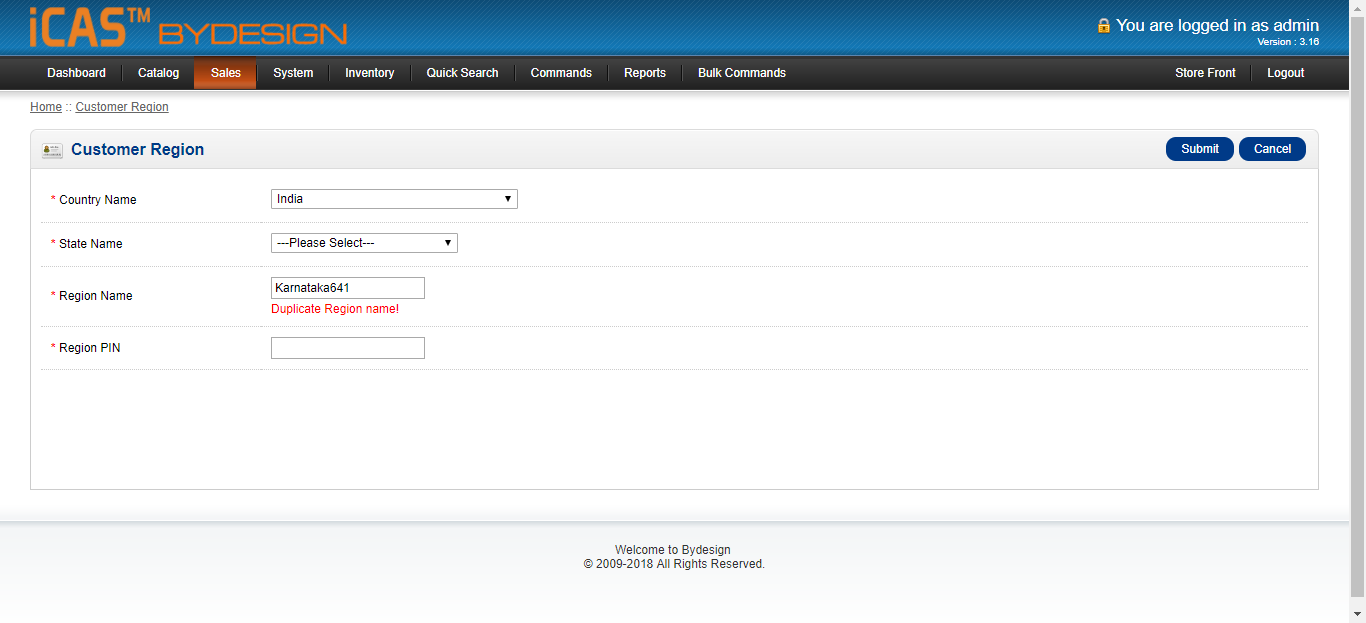 iCAS™ BYDESIGN
You are logged in as admin
Version : 3.16
Dashboard Catalog Sales System Inventory Quick Search Commands Reports Bulk Commands Store Front Logout
Home :: Customer Region
Customer Region Submit Cancel
* Country Name India
* State Name ---Please Select---
* Region Name Karnataka641
Duplicate Region name!
* Region PIN
Welcome to Bydesign
© 2009-2018 All Rights Reserved.